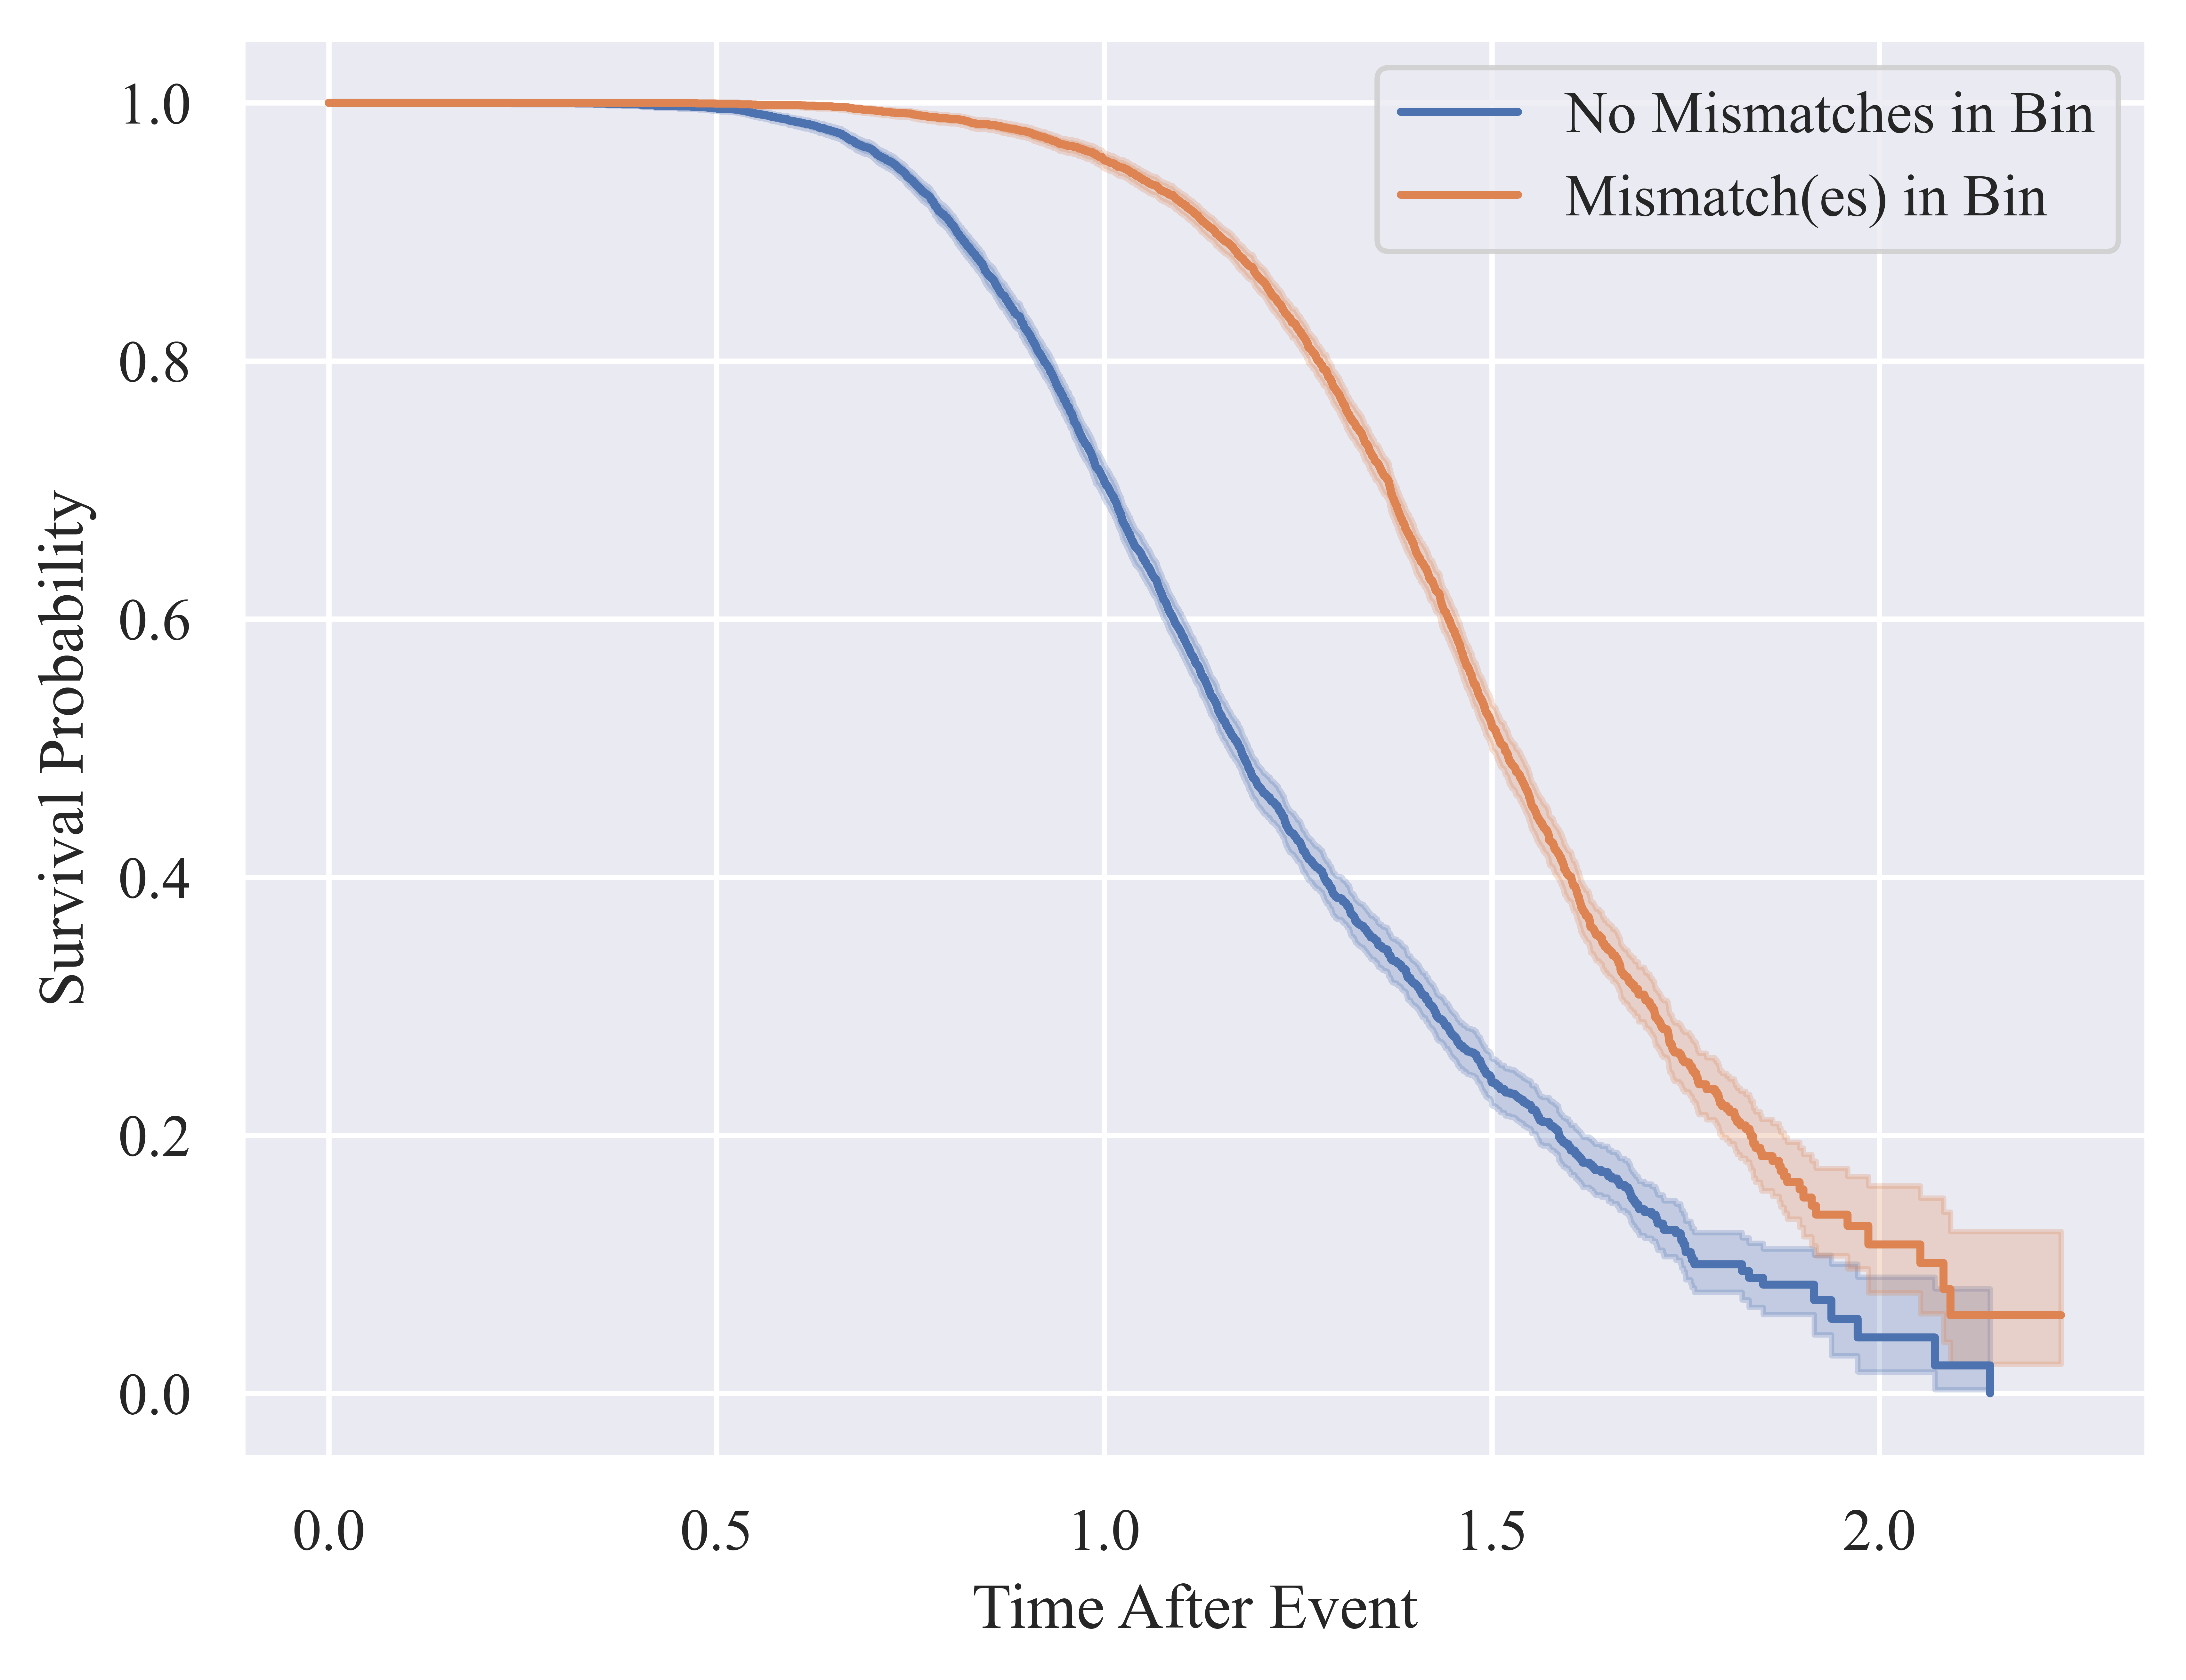 No Mismatches in Bin
Mismatch(es) in Bin
1.0
0.8
0.6
0.4
0.2
0.0
Survival Probability
0.0 0.5 1.0 1.5 2.0
Time After Event